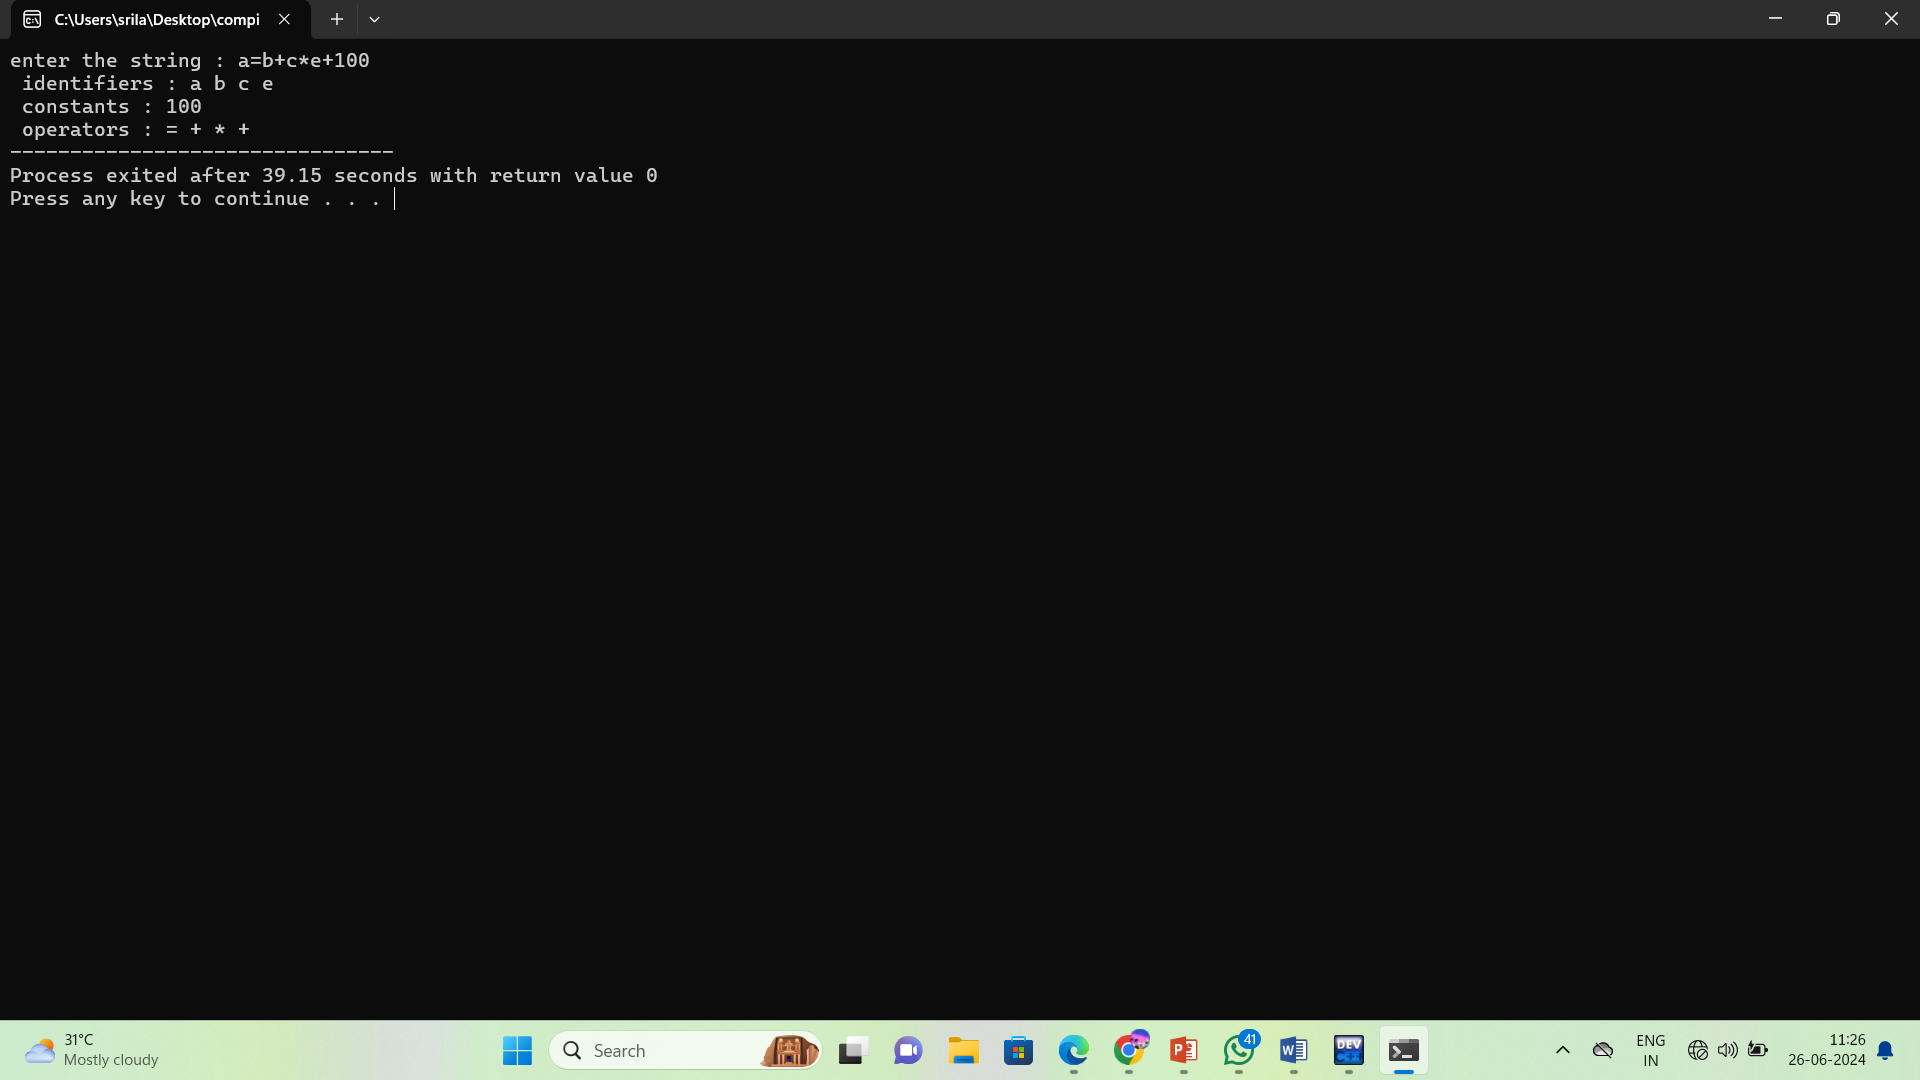 C:\Users\srila\Desktop\compi
enter the string : a=b+c*e+100
identifiers : a b c e
constants : 100
operators : = + * +
--------------------------------
Process exited after 39.15 seconds with return value 0
Press any key to continue . . .
31°C
Mostly cloudy
Search
41
DEV
C++
ENG
IN
11:26
26-06-2024